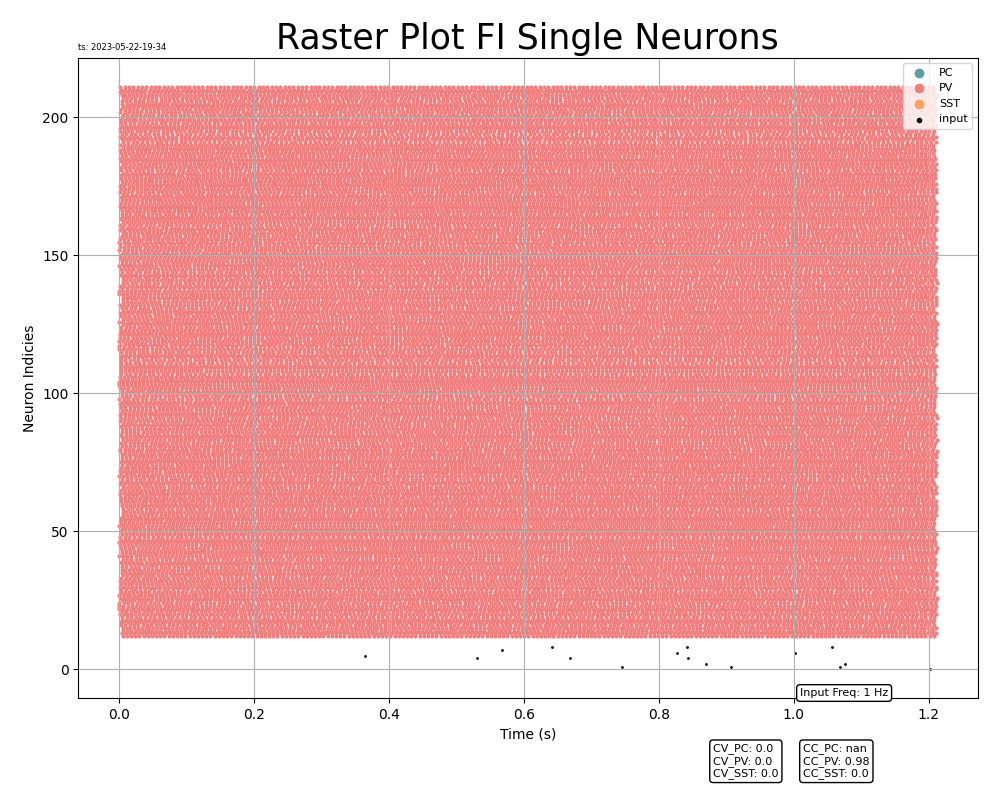 Raster Plot FI Single Neurons
ts: 2023-05-22-19-34
PC
PV
SST
input
200
150
100
50
0
Neuron Indicies
0.0 0.2 0.4 0.6 0.8 1.0 1.2
Time (s)
Input Freq: 1 Hz
CV_PC: 0.0
CV_PV: 0.0
CV_SST: 0.0
CC_PC: nan
CC_PV: 0.98
CC_SST: 0.0